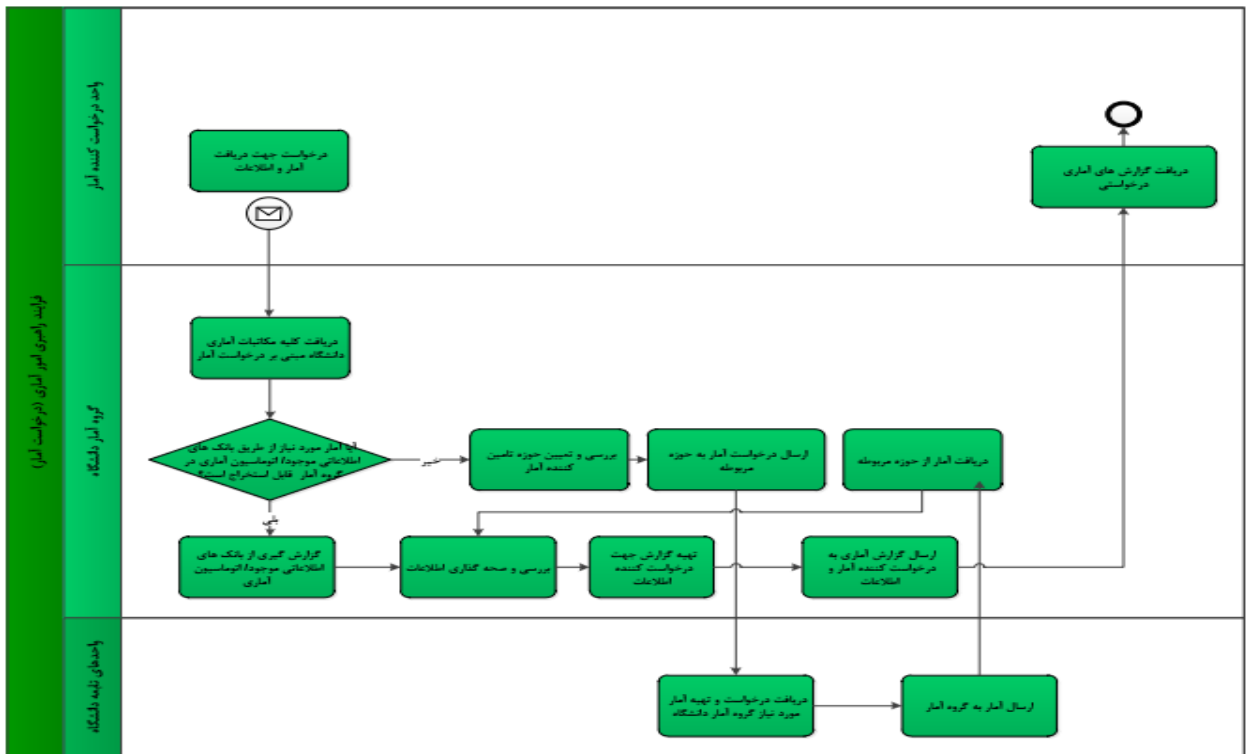 فرایند راهبری امور آماری (درخواست آمار)
واحد درخواست کننده آمار
درخواست جهت دریافت
آمار و اطلاعات
دریافت گزارش های آماری
درخواستی
گروه آمار دانشگاه
دریافت کلیه مکاتبات آماری
دانشگاه مبنی بر درخواست آمار
آیا آمار مورد نیاز از طریق بانک های
اطلاعاتی موجود/ اتوماسیون آماری در
گروه آمار قابل استخراج است؟
خیر
بررسی و تعیین حوزه تامین
کننده آمار
ارسال درخواست آمار به حوزه
مربوطه
دریافت آمار از حوزه مربوطه
بلی
گزارش گیری از بانک های
اطلاعاتی موجود/ اتوماسیون
آماری
بررسی و صحه گذاری اطلاعات
تهیه گزارش جهت
درخواست کننده
اطلاعات
ارسال گزارش آماری به
درخواست کننده آمار و
اطلاعات
واحدهای تابعه دانشگاه
دریافت درخواست و تهیه آمار
مورد نیاز گروه آمار دانشگاه
ارسال آمار به گروه آمار